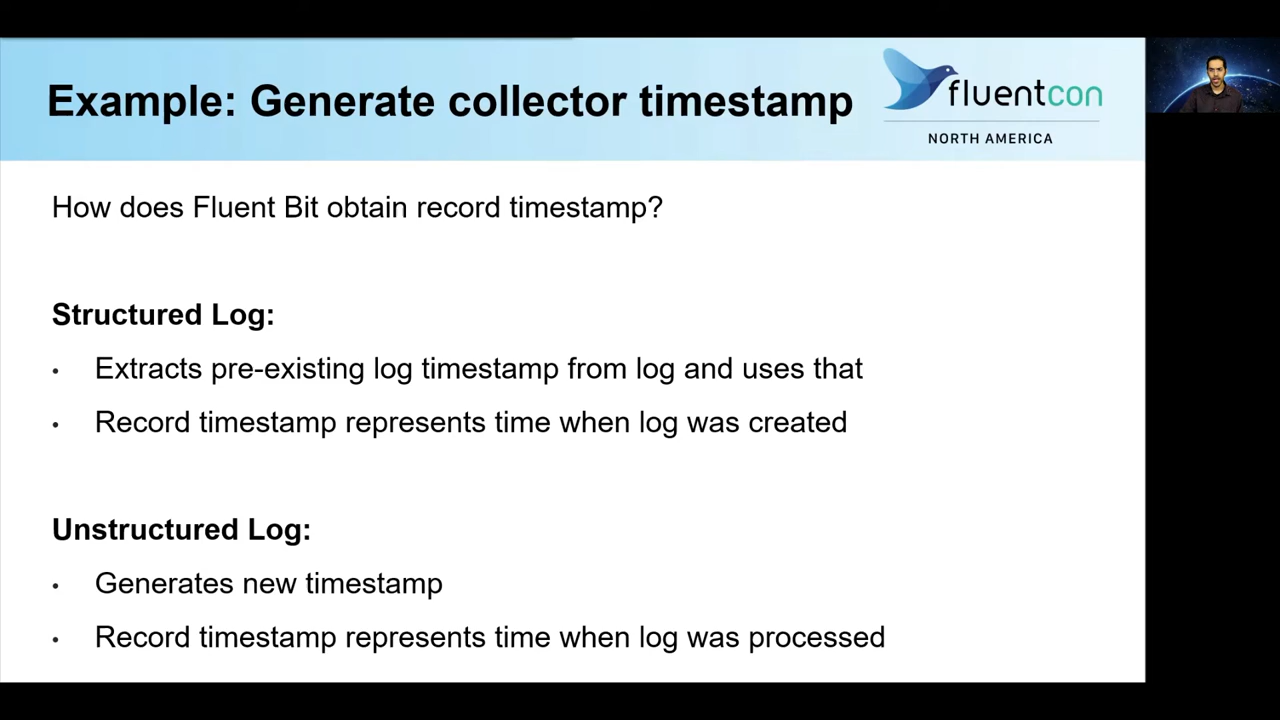 Example: Generate collector timestamp
fluentcon
NORTH AMERICA
How does Fluent Bit obtain record timestamp?
Structured Log:
• Extracts pre-existing log timestamp from log and uses that
• Record timestamp represents time when log was created
Unstructured Log:
• Generates new timestamp
• Record timestamp represents time when log was processed